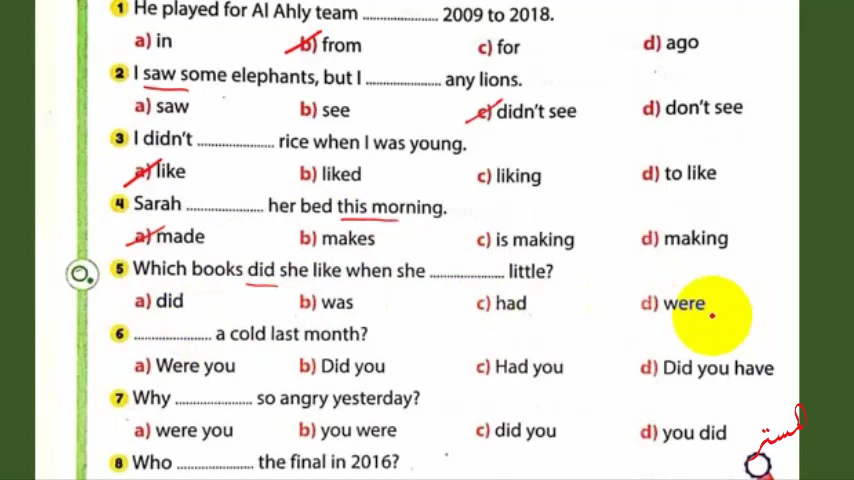 1 He played for Al Ahly team .................... 2009 to 2018.
a) in b) from c) for d) ago
2 I saw some elephants, but I .................... any lions.
a) saw b) see c) didn't see d) don't see
3 I didn't .................... rice when I was young.
a) like b) liked c) liking d) to like
4 Sarah .................... her bed this morning.
a) made b) makes c) is making d) making
5 Which books did she like when she .................... little?
a) did b) was c) had d) were
6 .................... a cold last month?
a) Were you b) Did you c) Had you d) Did you have
7 Why .................... so angry yesterday?
a) were you b) you were c) did you d) you did
8 Who .................... the final in 2016?